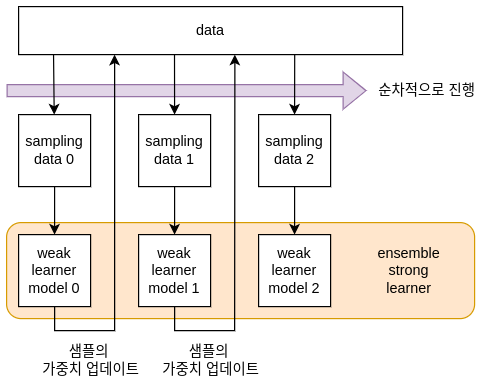 data
순차적으로 진행
sampling
data 0
sampling
data 1
sampling
data 2
weak
learner
model 0
weak
learner
model 1
weak
learner
model 2
ensemble
strong
learner
샘플의
가중치 업데이트
샘플의
가중치 업데이트